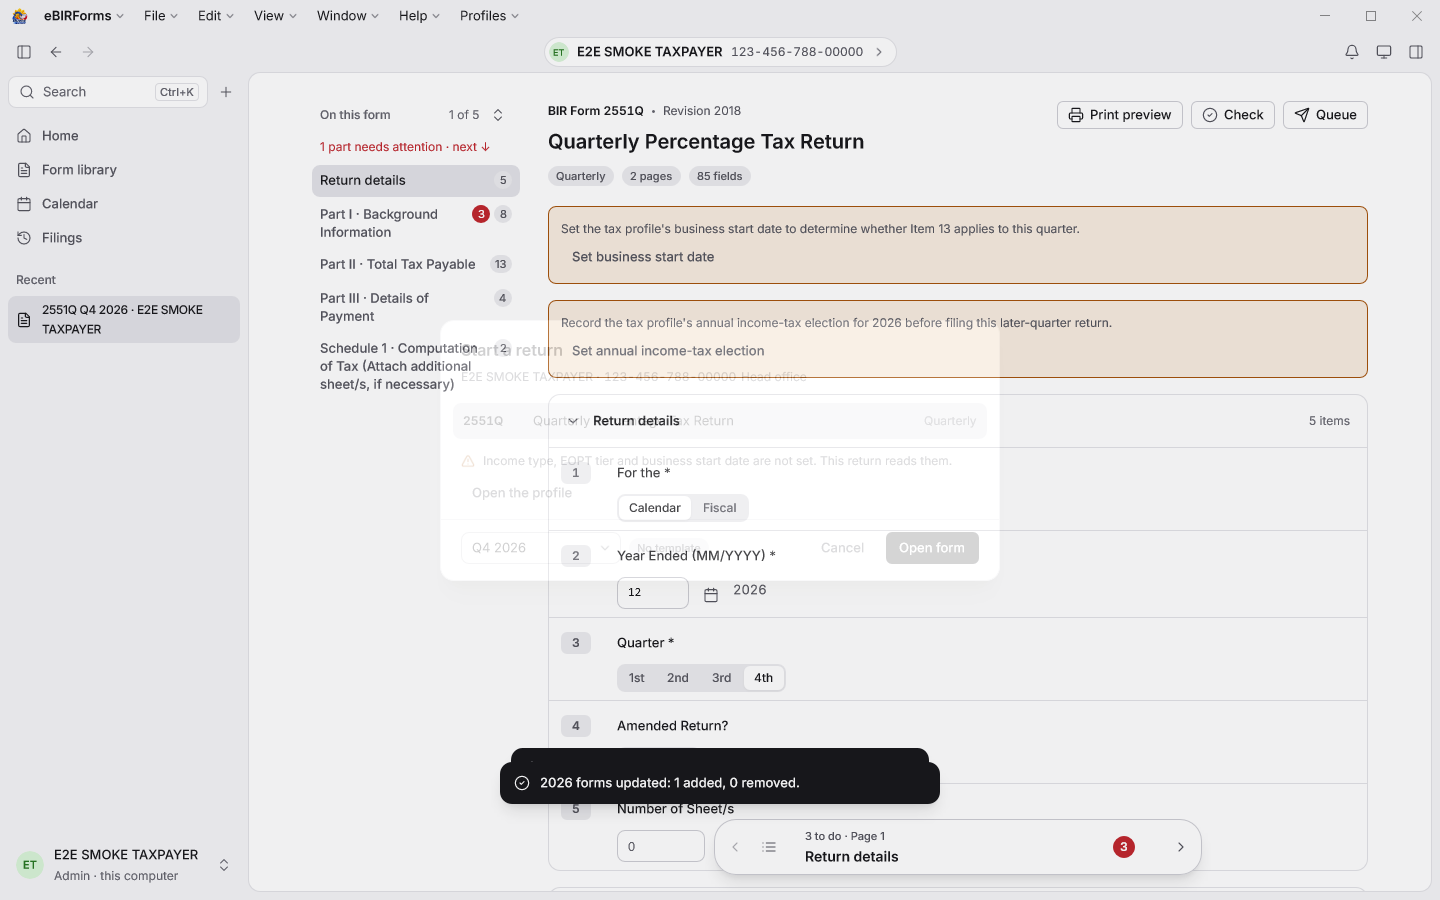 eBIRForms
File
Edit
View
Window
Help
Profiles
ET
E2E SMOKE TAXPAYER 123-456-788-00000
Search
Ctrl+K
Home
Form library
Calendar
Filings
Recent
2551Q Q4 2026 · E2E SMOKE
TAXPAYER
ET
E2E SMOKE TAXPAYER
Admin · this computer
On this form
1 of 5
1 part needs attention · next ↓
Return details
5
Part I · Background
Information
3
8
Part II · Total Tax Payable
13
Part III · Details of
Payment
4
Schedule 1 · Computation
of Tax (Attach additional
sheet/s, if necessary)
2
BIR Form 2551Q · Revision 2018
Quarterly Percentage Tax Return
Quarterly
2 pages
85 fields
Print preview
Check
Queue
Set the tax profile's business start date to determine whether Item 13 applies to this quarter.
Set business start date
Record the tax profile's annual income-tax election for 2026 before filing this later-quarter return.
Set annual income-tax election
Start a return
E2E SMOKE TAXPAYER · 123-456-788-00000 Head office
2551Q
Quarterly Percentage Tax Return
Quarterly
Income type, EOPT tier and business start date are not set. This return reads them.
Open the profile
Q4 2026
No template
Cancel
Open form
Return details
5 items
1
For the *
Calendar
Fiscal
2
Year Ended (MM/YYYY) *
12
2026
3
Quarter *
1st
2nd
3rd
4th
4
Amended Return?
2026 forms updated: 1 added, 0 removed.
5
Number of Sheet/s
0
3 to do · Page 1
Return details
3